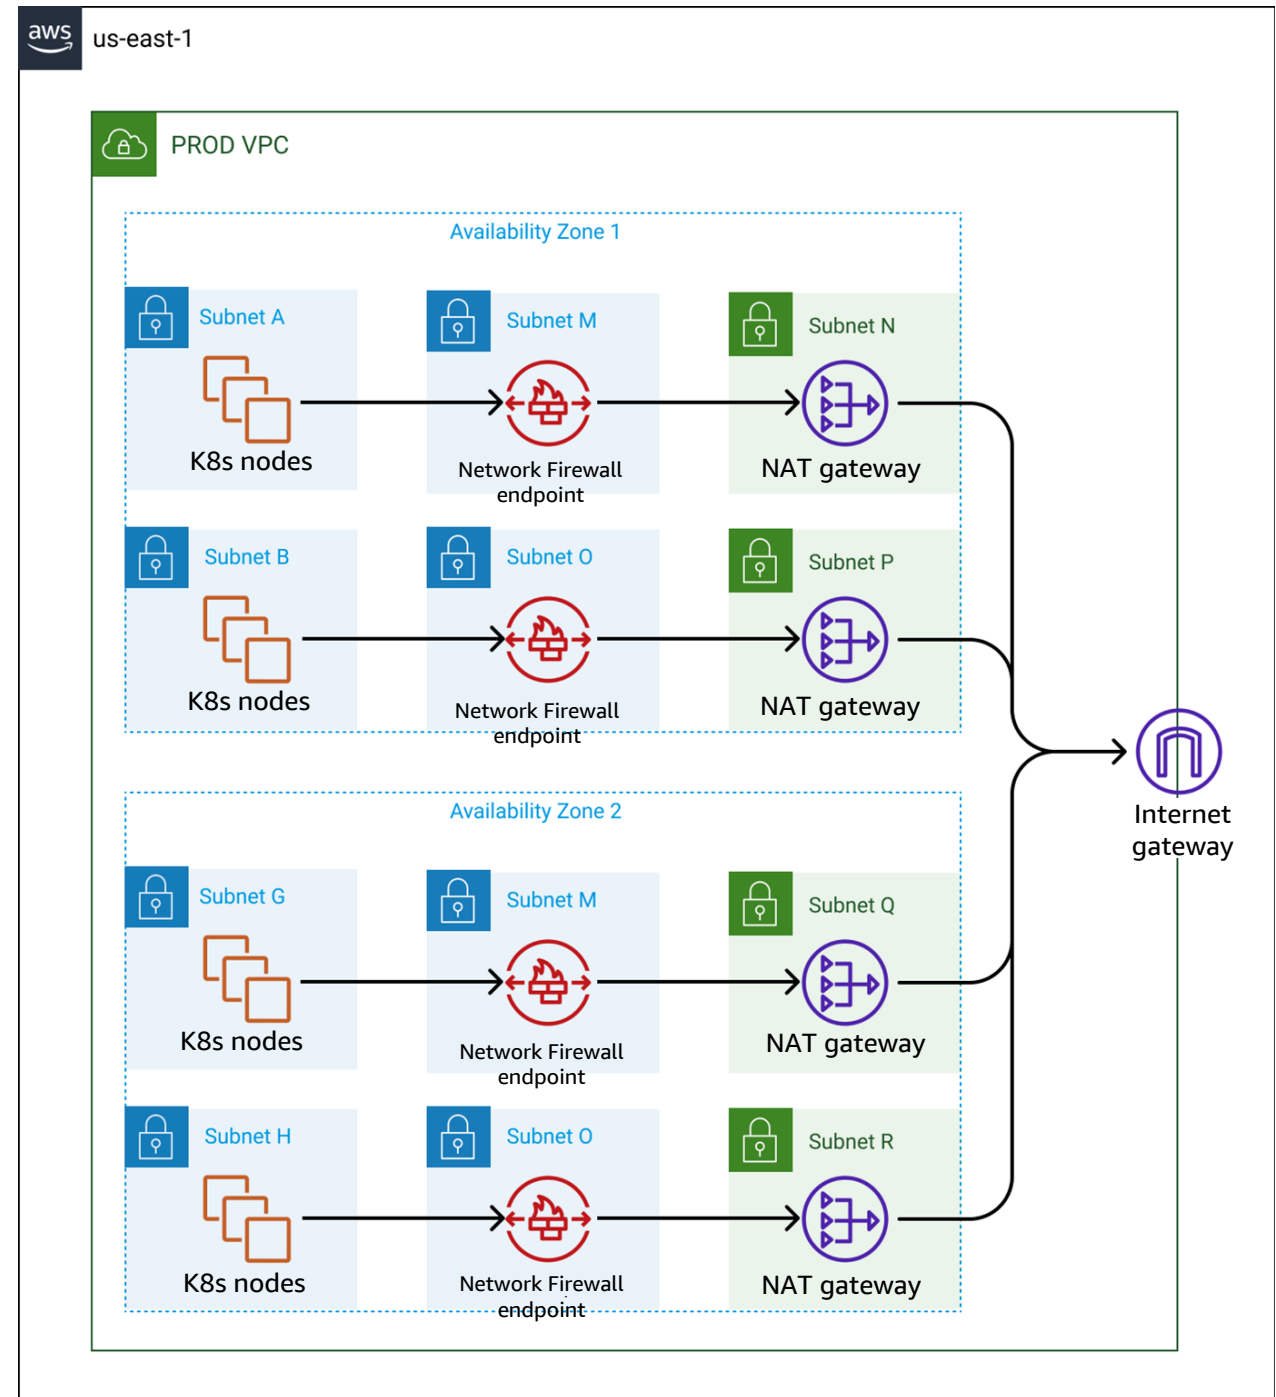 aws
us-east-1
PROD VPC
Availability Zone 1
Subnet A
Subnet M
Subnet N
K8s nodes
Network Firewall
endpoint
NAT gateway
Subnet B
Subnet O
Subnet P
K8s nodes
Network Firewall
endpoint
NAT gateway
Internet
gateway
Availability Zone 2
Subnet G
Subnet M
Subnet Q
K8s nodes
Network Firewall
endpoint
NAT gateway
Subnet H
Subnet O
Subnet R
K8s nodes
Network Firewall
endpoint
NAT gateway